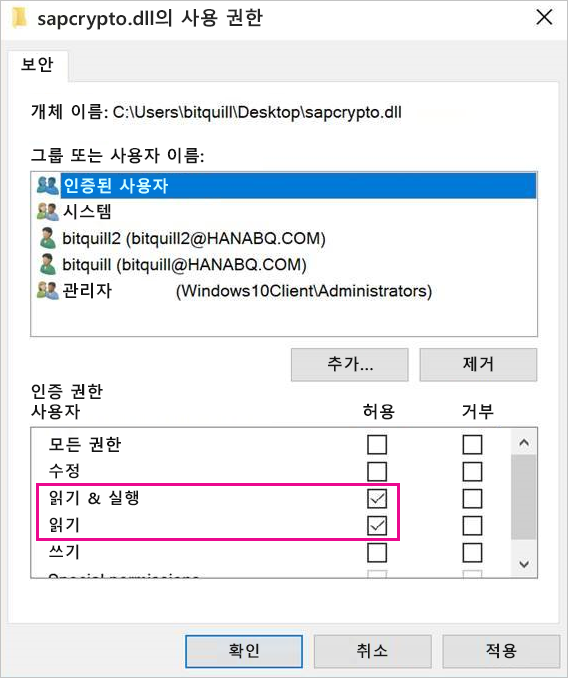 sapcrypto.dll의 사용 권한
보안
개체 이름: C:\Users\bitquill\Desktop\sapcrypto.dll
그룹 또는 사용자 이름:
인증된 사용자
시스템
bitquill2 (bitquill2@HANABQ.COM)
bitquill (bitquill@HANABQ.COM)
관리자 (Windows10Client\Administrators)
추가... 제거
인증 권한
사용자 허용 거부
모든 권한
수정
읽기 & 실행
읽기
쓰기
Special permissions
확인 취소 적용